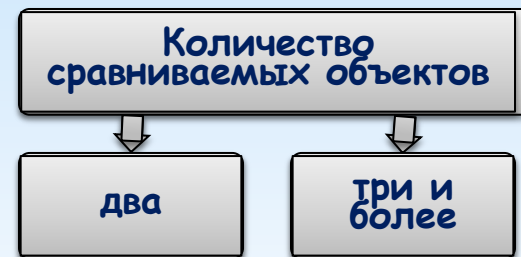 Количество
сравниваемых объектов
два
три и
более